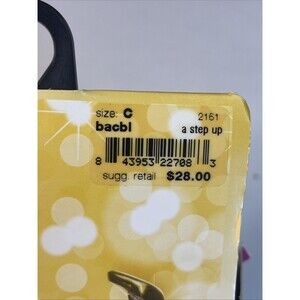 size: C 2161
bacbl a step up
8 43953 22708 3
sugg. retail $28.00